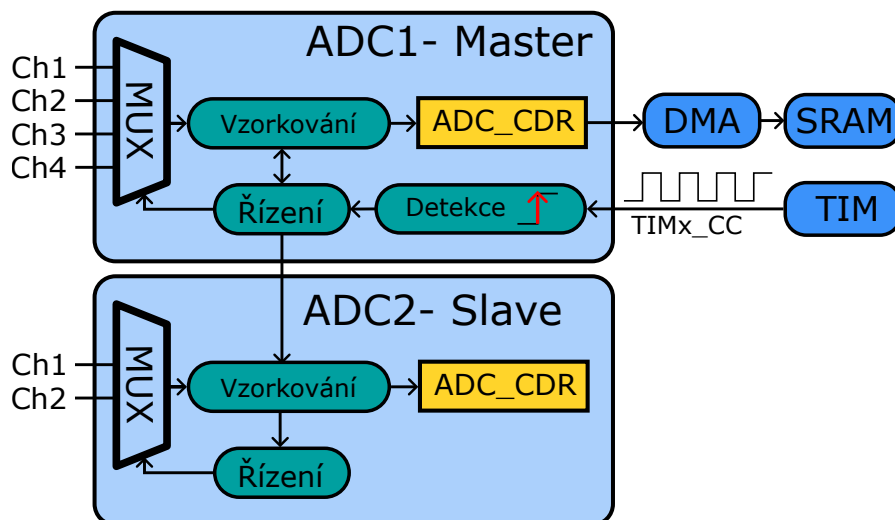 ADC1- Master
Ch1
Ch2
Ch3
Ch4
MUX
Vzorkování
ADC_CDR
DMA
SRAM
Řízení
Detekce
TIMx_CC
TIM
ADC2- Slave
Ch1
Ch2
MUX
Vzorkování
ADC_CDR
Řízení